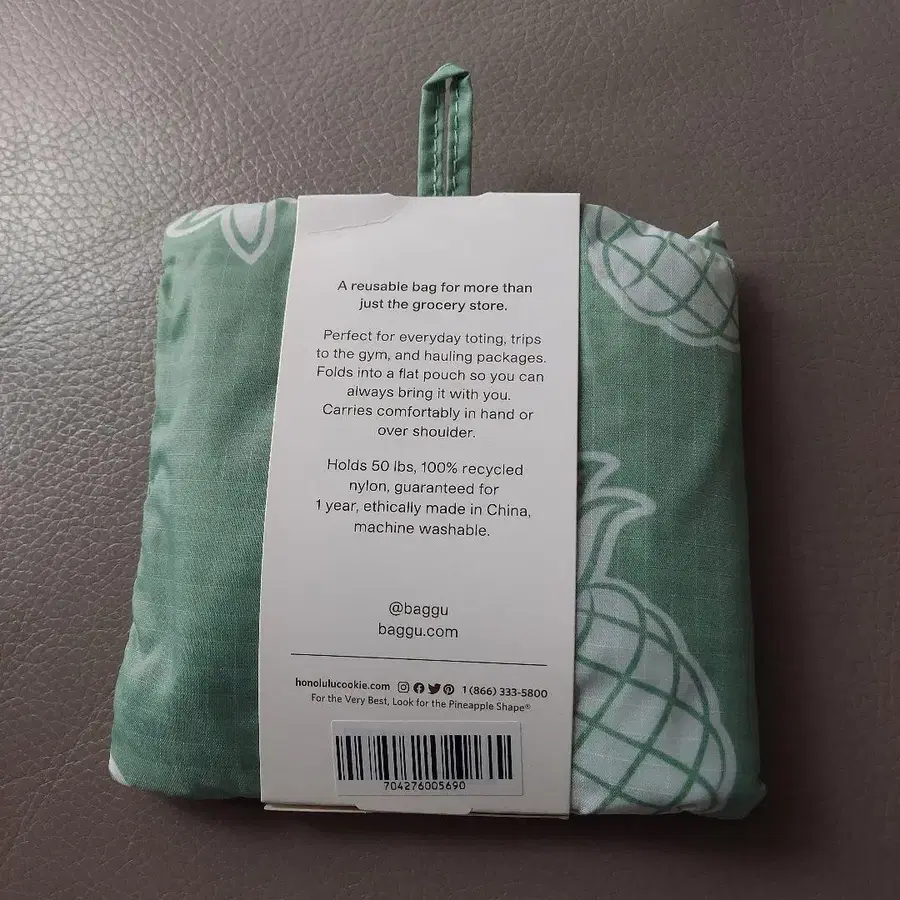 A reusable bag for more than
just the grocery store.
Perfect for everyday toting, trips
to the gym, and hauling packages.
Folds into a flat pouch so you can
always bring it with you.
Carries comfortably in hand or
over shoulder.
Holds 50 lbs, 100% recycled
nylon, guaranteed for
1 year, ethically made in China,
machine washable.
@baggu
baggu.com
honolulucookie.com 1 (866) 333-5800
For the Very Best, Look for the Pineapple Shape®
704276005690